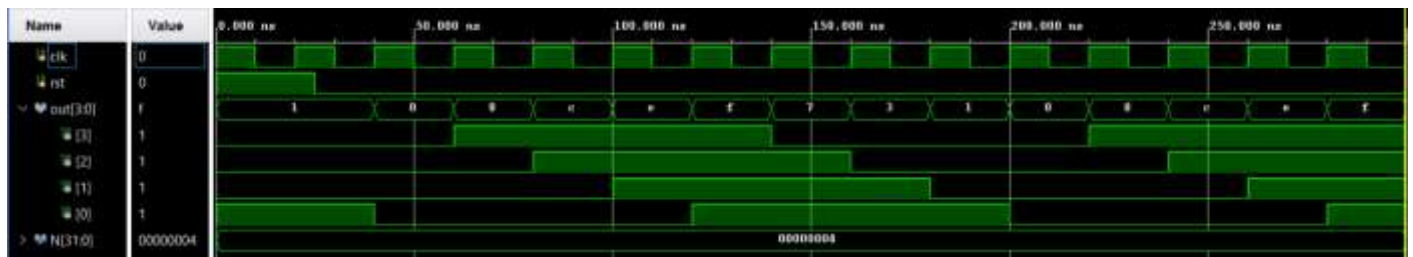 Name Value 0.000 ns 50.000 ns 100.000 ns 150.000 ns 200.000 ns 250.000 ns
clk 0
rst 0
out[3:0] f 1 0 8 c e f 7 3 1 0 8 c e f
[3] 1
[2] 1
[1] 1
[0] 1
N[31:0] 00000004 00000004